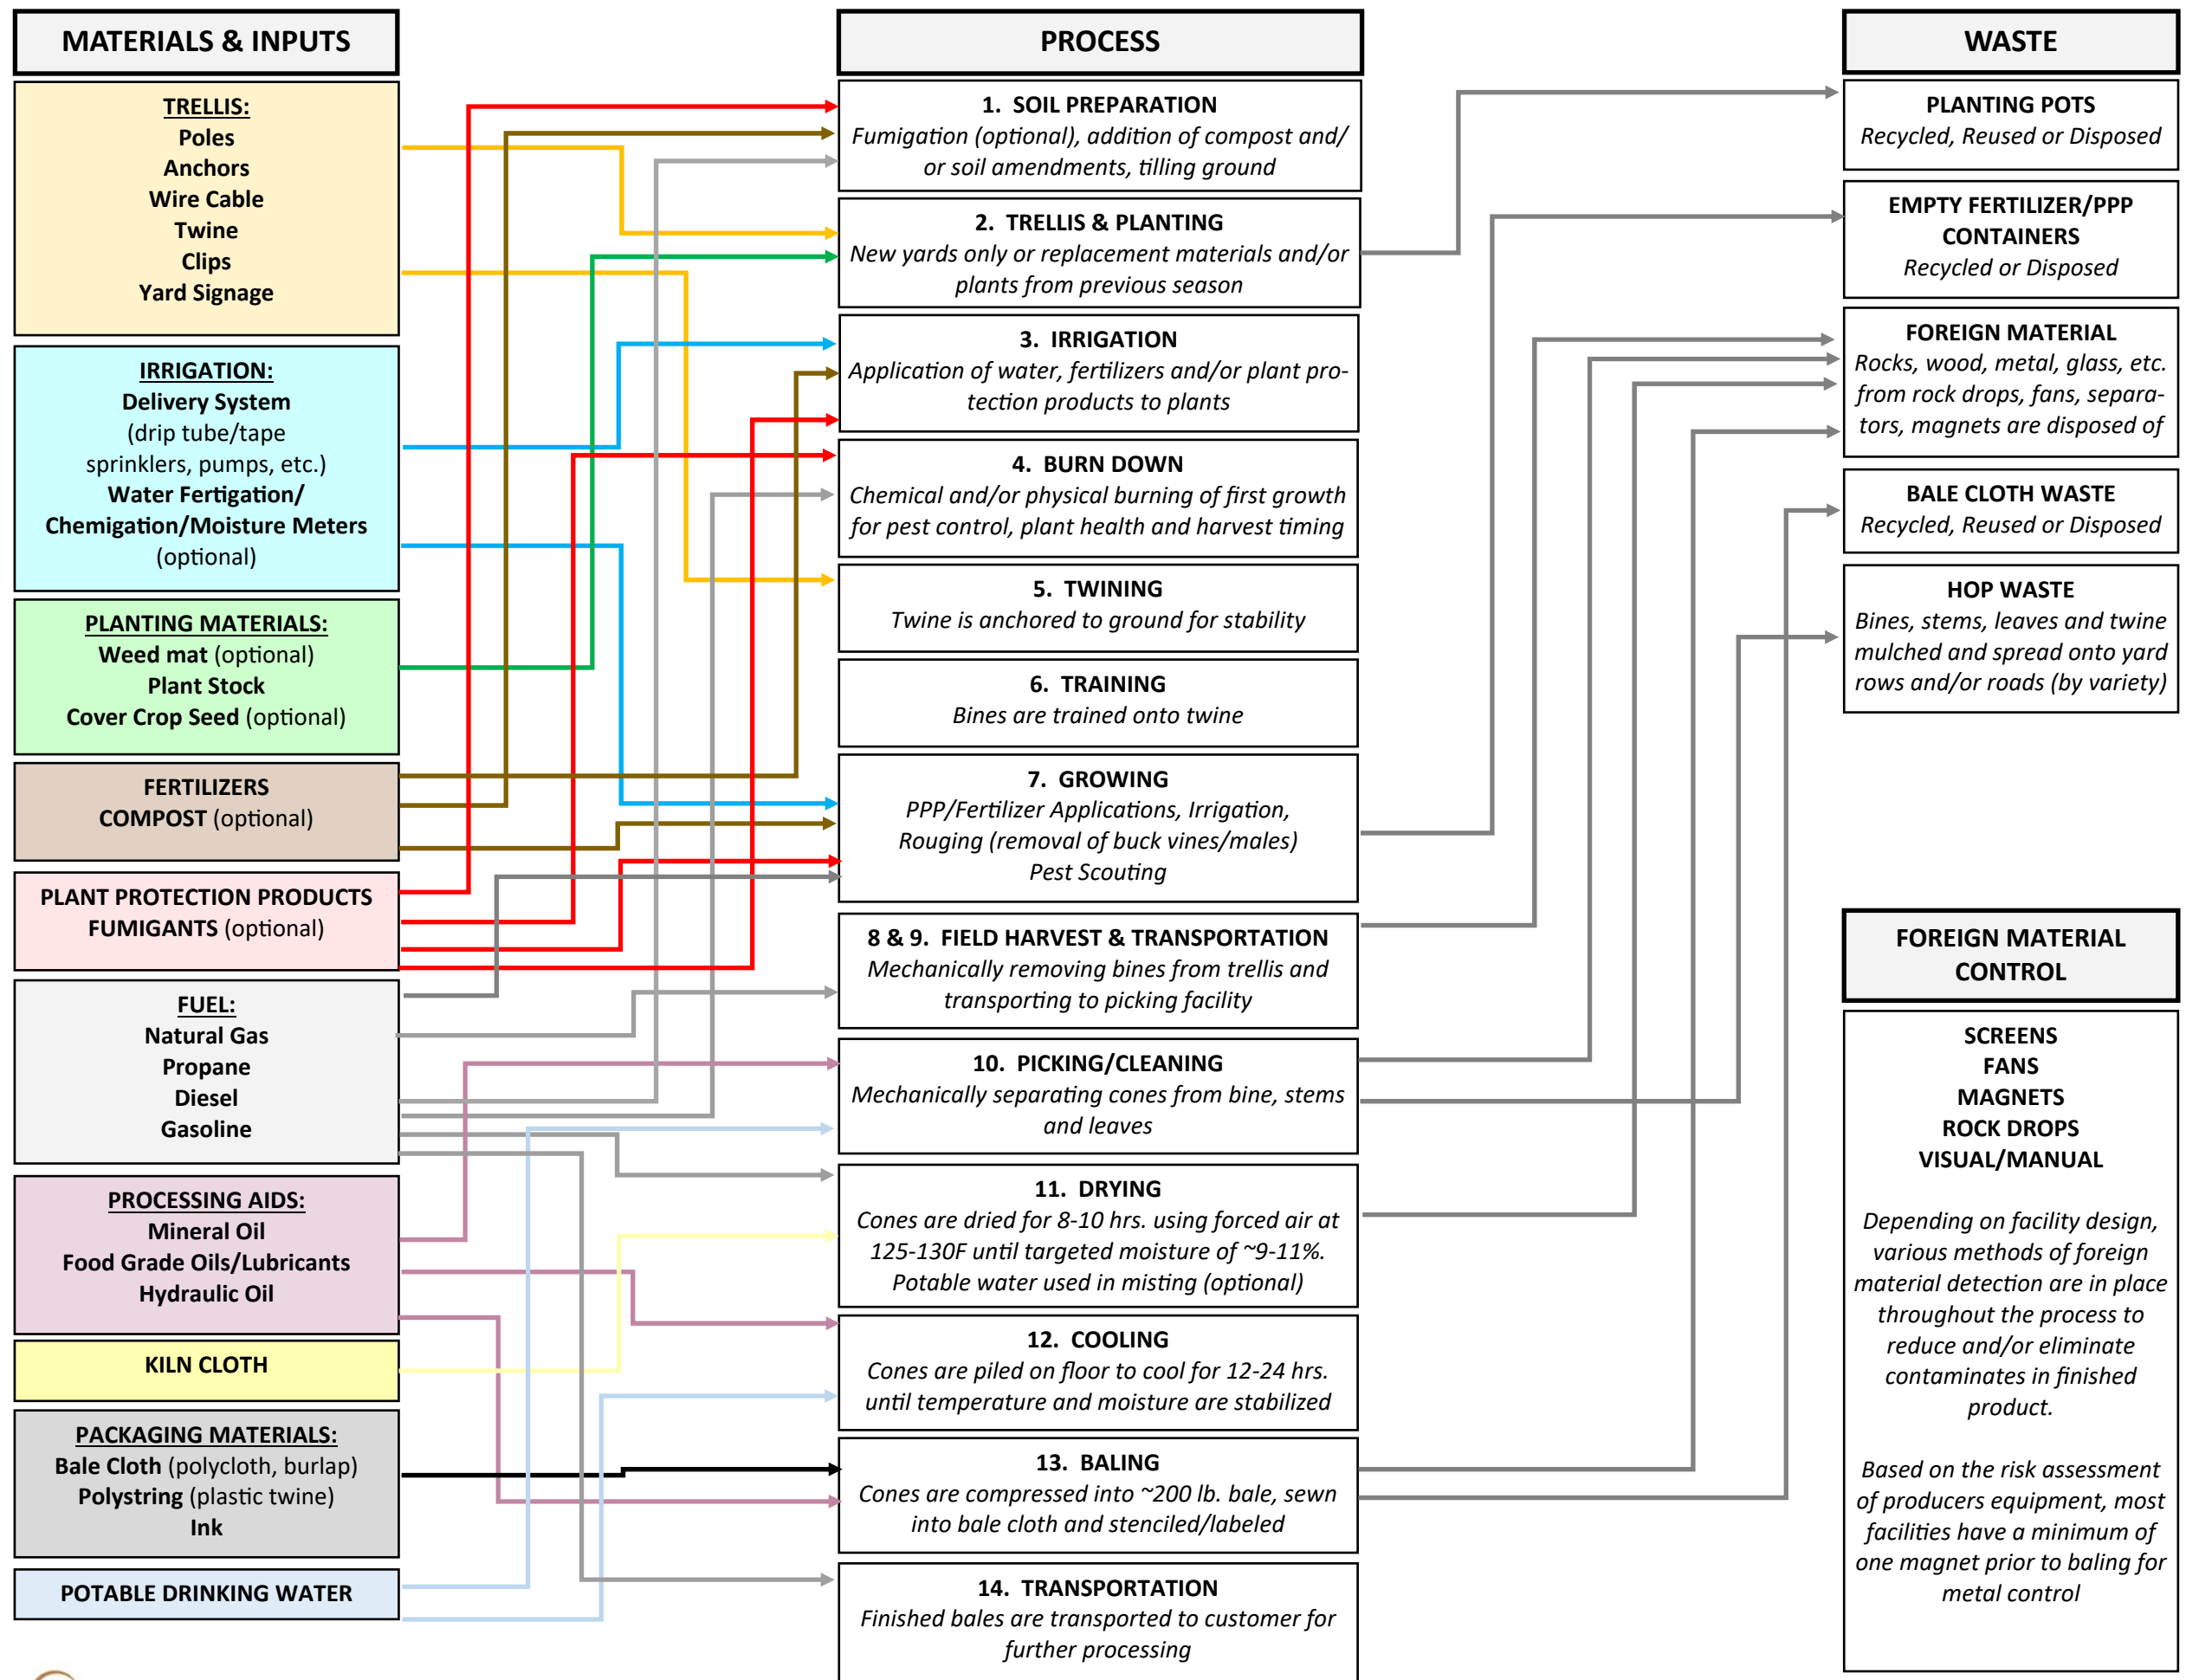 MATERIALS & INPUTS
TRELLIS:
Poles
Anchors
Wire Cable
Twine
Clips
Yard Signage
IRRIGATION:
Delivery System
(drip tube/tape
sprinklers, pumps, etc.)
Water Fertigation/
Chemigation/Moisture Meters
(optional)
PLANTING MATERIALS:
Weed mat (optional)
Plant Stock
Cover Crop Seed (optional)
FERTILIZERS
COMPOST (optional)
PLANT PROTECTION PRODUCTS
FUMIGANTS (optional)
FUEL:
Natural Gas
Propane
Diesel
Gasoline
PROCESSING AIDS:
Mineral Oil
Food Grade Oils/Lubricants
Hydraulic Oil
KILN CLOTH
PACKAGING MATERIALS:
Bale Cloth (polycloth, burlap)
Polystring (plastic twine)
Ink
POTABLE DRINKING WATER
PROCESS
1. SOIL PREPARATION
Fumigation (optional), addition of compost and/
or soil amendments, tilling ground
2. TRELLIS & PLANTING
New yards only or replacement materials and/or
plants from previous season
3. IRRIGATION
Application of water, fertilizers and/or plant pro-
tection products to plants
4. BURN DOWN
Chemical and/or physical burning of first growth
for pest control, plant health and harvest timing
5. TWINING
Twine is anchored to ground for stability
6. TRAINING
Bines are trained onto twine
7. GROWING
PPP/Fertilizer Applications, Irrigation,
Rouging (removal of buck vines/males)
Pest Scouting
8 & 9. FIELD HARVEST & TRANSPORTATION
Mechanically removing bines from trellis and
transporting to picking facility
10. PICKING/CLEANING
Mechanically separating cones from bine, stems
and leaves
11. DRYING
Cones are dried for 8-10 hrs. using forced air at
125-130F until targeted moisture of ~9-11%.
Potable water used in misting (optional)
12. COOLING
Cones are piled on floor to cool for 12-24 hrs.
until temperature and moisture are stabilized
13. BALING
Cones are compressed into ~200 lb. bale, sewn
into bale cloth and stenciled/labeled
14. TRANSPORTATION
Finished bales are transported to customer for
further processing
WASTE
PLANTING POTS
Recycled, Reused or Disposed
EMPTY FERTILIZER/PPP
CONTAINERS
Recycled or Disposed
FOREIGN MATERIAL
Rocks, wood, metal, glass, etc.
from rock drops, fans, separa-
tors, magnets are disposed of
BALE CLOTH WASTE
Recycled, Reused or Disposed
HOP WASTE
Bines, stems, leaves and twine
mulched and spread onto yard
rows and/or roads (by variety)
FOREIGN MATERIAL
CONTROL
SCREENS
FANS
MAGNETS
ROCK DROPS
VISUAL/MANUAL
Depending on facility design,
various methods of foreign
material detection are in place
throughout the process to
reduce and/or eliminate
contaminates in finished
product.
Based on the risk assessment
of producers equipment, most
facilities have a minimum of
one magnet prior to baling for
metal control